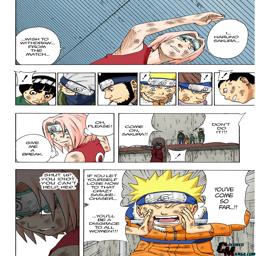 I,
HARUNO
SAKURA...
...WISH TO
WITHDRAW...
FROM THE
MATCH...
DON'T
DO IT!!
COME
ON,
SAKURA!!
OH,
PLEASE!
GIVE
A
BREAK.
YOU'VE
COME SO
FAR!
IF YOU LET
YOURSELF
LOSE NOW
TO THAT
CRAZY
SASUKE-
CHASER...
...YOU'LL
BE A
DISGRACE TO
ALL
WOMEN!!
SHUT UP,
YOU IDIOT!
YOU CAN'T
HELP HER!